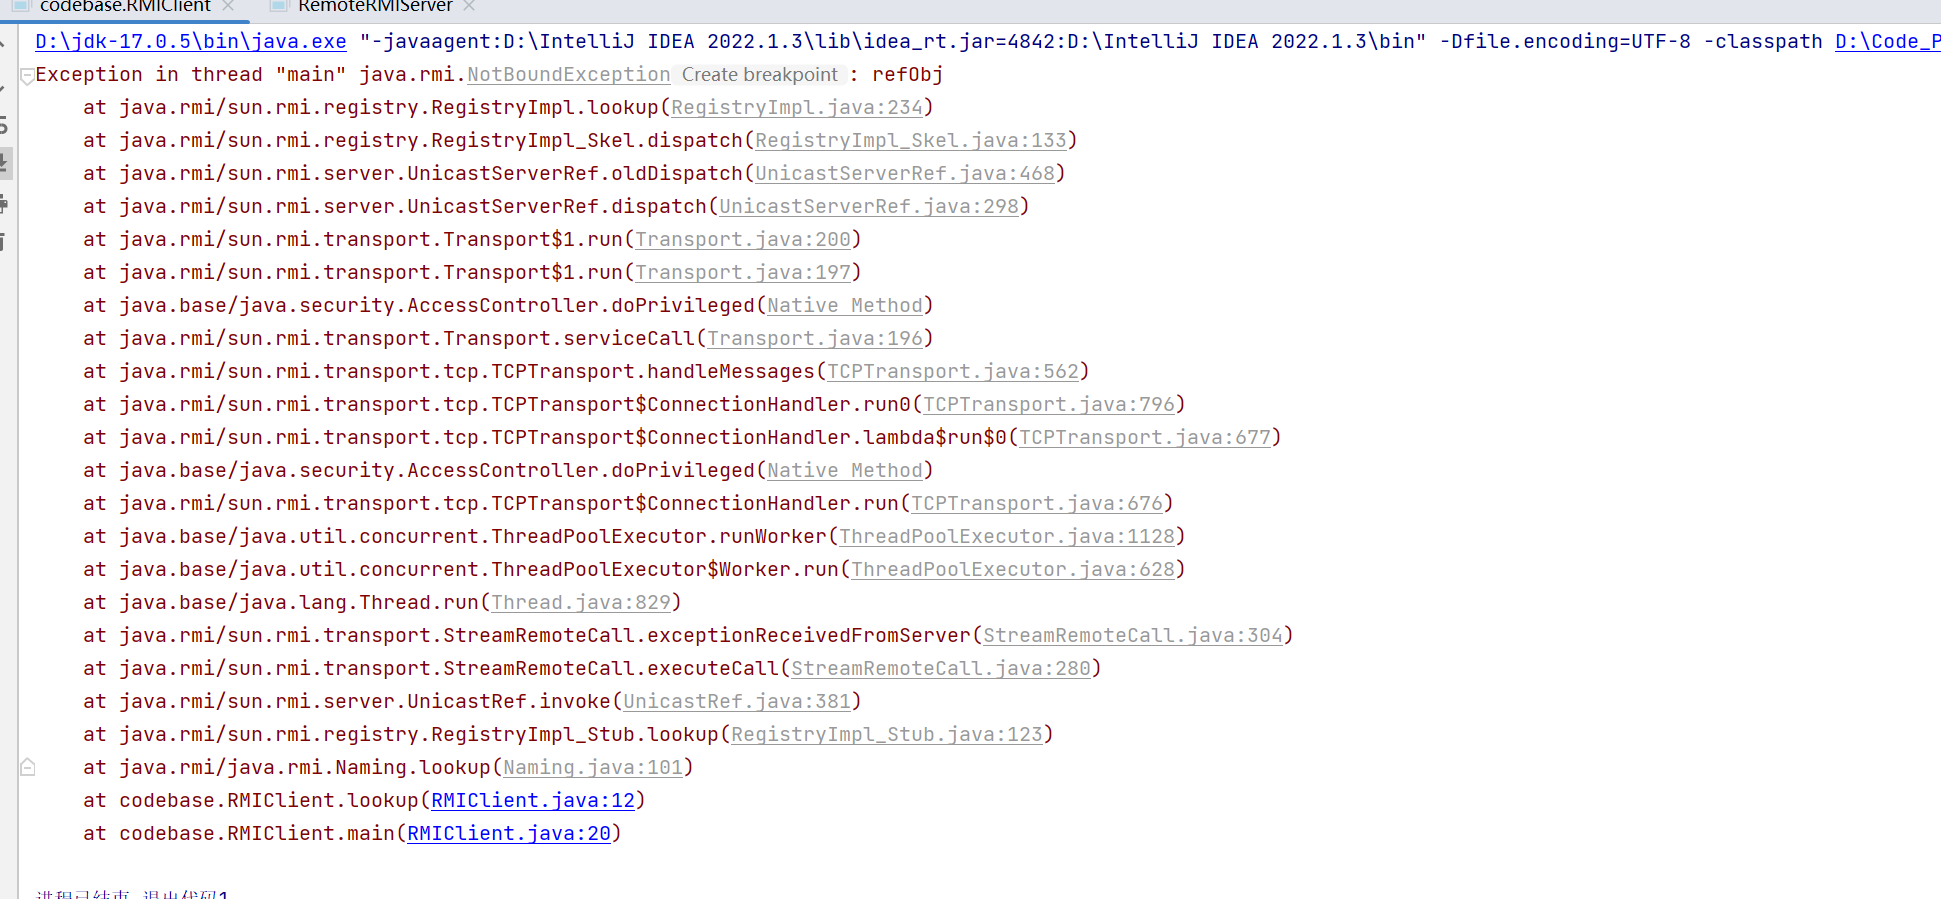 codebase.RMIClient × RemoteRMIServer ×
D:\jdk-17.0.5\bin\java.exe "-javaagent:D:\IntelliJ IDEA 2022.1.3\lib\idea_rt.jar=4842:D:\IntelliJ IDEA 2022.1.3\bin" -Dfile.encoding=UTF-8 -classpath D:\Code_P
Exception in thread "main" java.rmi.NotBoundException Create breakpoint : refObj
at java.rmi/sun.rmi.registry.RegistryImpl.lookup(RegistryImpl.java:234)
at java.rmi/sun.rmi.registry.RegistryImpl_Skel.dispatch(RegistryImpl_Skel.java:133)
at java.rmi/sun.rmi.server.UnicastServerRef.oldDispatch(UnicastServerRef.java:468)
at java.rmi/sun.rmi.server.UnicastServerRef.dispatch(UnicastServerRef.java:298)
at java.rmi/sun.rmi.transport.Transport$1.run(Transport.java:200)
at java.rmi/sun.rmi.transport.Transport$1.run(Transport.java:197)
at java.base/java.security.AccessController.doPrivileged(Native Method)
at java.rmi/sun.rmi.transport.Transport.serviceCall(Transport.java:196)
at java.rmi/sun.rmi.transport.tcp.TCPTransport.handleMessages(TCPTransport.java:562)
at java.rmi/sun.rmi.transport.tcp.TCPTransport$ConnectionHandler.run0(TCPTransport.java:796)
at java.rmi/sun.rmi.transport.tcp.TCPTransport$ConnectionHandler.lambda$run$0(TCPTransport.java:677)
at java.base/java.security.AccessController.doPrivileged(Native Method)
at java.rmi/sun.rmi.transport.tcp.TCPTransport$ConnectionHandler.run(TCPTransport.java:676)
at java.base/java.util.concurrent.ThreadPoolExecutor.runWorker(ThreadPoolExecutor.java:1128)
at java.base/java.util.concurrent.ThreadPoolExecutor$Worker.run(ThreadPoolExecutor.java:628)
at java.base/java.lang.Thread.run(Thread.java:829)
at java.rmi/sun.rmi.transport.StreamRemoteCall.exceptionReceivedFromServer(StreamRemoteCall.java:304)
at java.rmi/sun.rmi.transport.StreamRemoteCall.executeCall(StreamRemoteCall.java:280)
at java.rmi/sun.rmi.server.UnicastRef.invoke(UnicastRef.java:381)
at java.rmi/sun.rmi.registry.RegistryImpl_Stub.lookup(RegistryImpl_Stub.java:123)
at java.rmi/java.rmi.Naming.lookup(Naming.java:101)
at codebase.RMIClient.lookup(RMIClient.java:12)
at codebase.RMIClient.main(RMIClient.java:20)
进程已结束,退出代码1